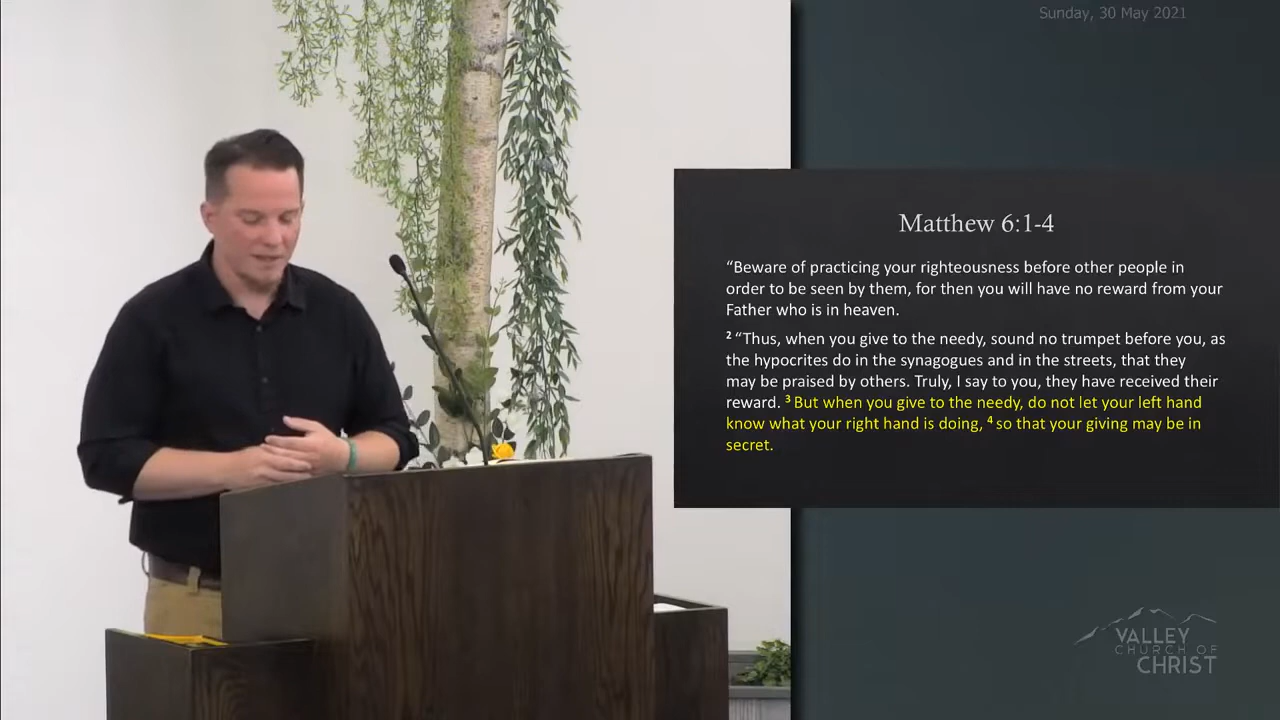 Sunday, 30 May 2021
Matthew 6:1-4
“Beware of practicing your righteousness before other people in
order to be seen by them, for then you will have no reward from your
Father who is in heaven.
2 “Thus, when you give to the needy, sound no trumpet before you, as
the hypocrites do in the synagogues and in the streets, that they
may be praised by others. Truly, I say to you, they have received their
reward. 3 But when you give to the needy, do not let your left hand
know what your right hand is doing, 4 so that your giving may be in
secret.
VALLEY
CHURCH OF
CHRIST